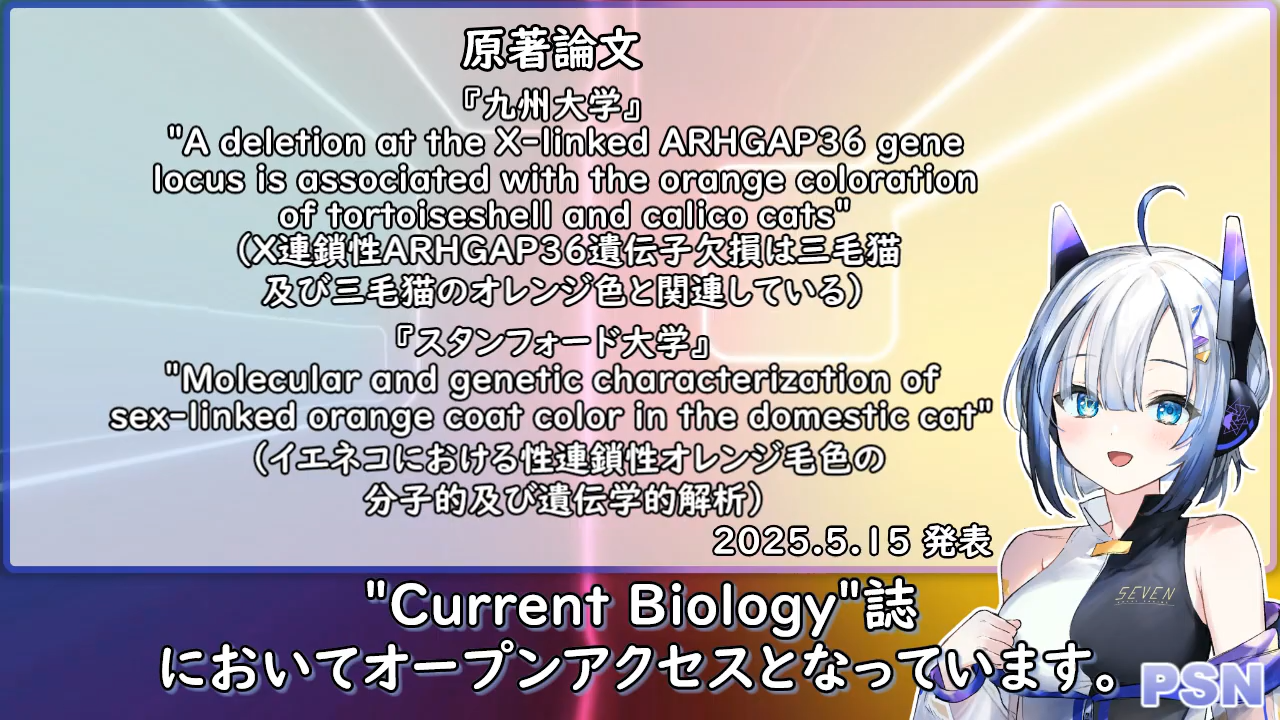 原著論文
『九州大学』
"A deletion at the X-linked ARHGAP36 gene
locus is associated with the orange coloration
of tortoiseshell and calico cats"
（X連鎖性ARHGAP36遺伝子欠損は三毛猫
及び三毛猫のオレンジ色と関連している）
『スタンフォード大学』
"Molecular and genetic characterization of
sex-linked orange coat color in the domestic cat"
（イエネコにおける性連鎖性オレンジ毛色の
分子的及び遺伝学的解析）
2025.5.15 発表
SEVEN
"Current Biology"誌
においてオープンアクセスとなっています。
PSN